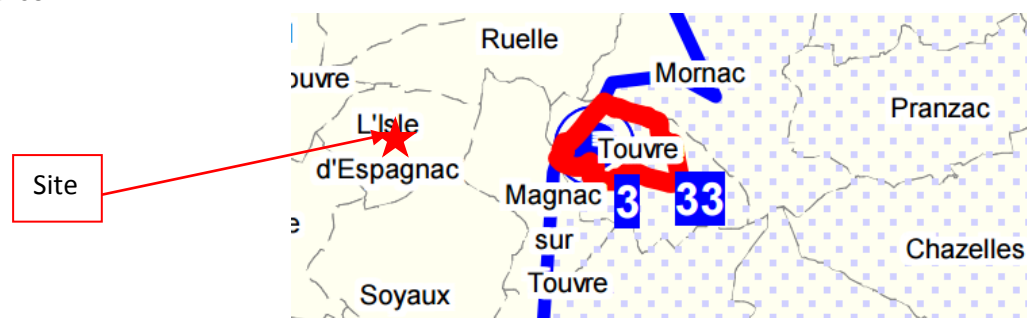 Ruelle
Mornac
ouvre
Pranzac
L'Isle
d'Espagnac
Touvre
Site
Magnac
sur
Touvre
3
33
Chazelles
Soyaux